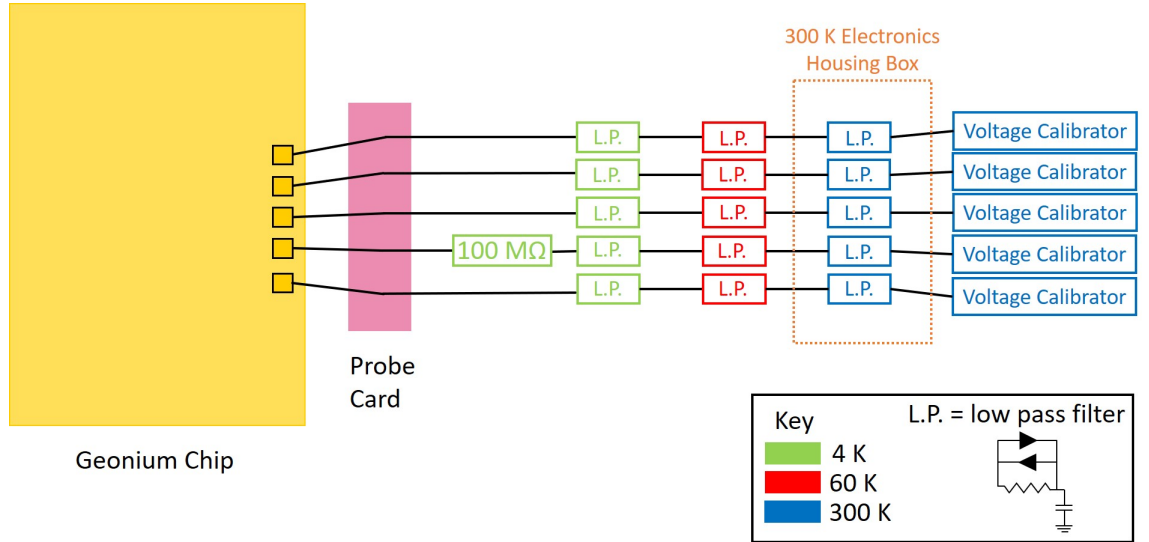 300 K Electronics
Housing Box
L.P. L.P. L.P. Voltage Calibrator
L.P. L.P. L.P. Voltage Calibrator
L.P. L.P. L.P. Voltage Calibrator
100 MΩ L.P. L.P. L.P. Voltage Calibrator
L.P. L.P. L.P. Voltage Calibrator
Probe
Card
Geonium Chip
Key
L.P. = low pass filter
4 K
60 K
300 K